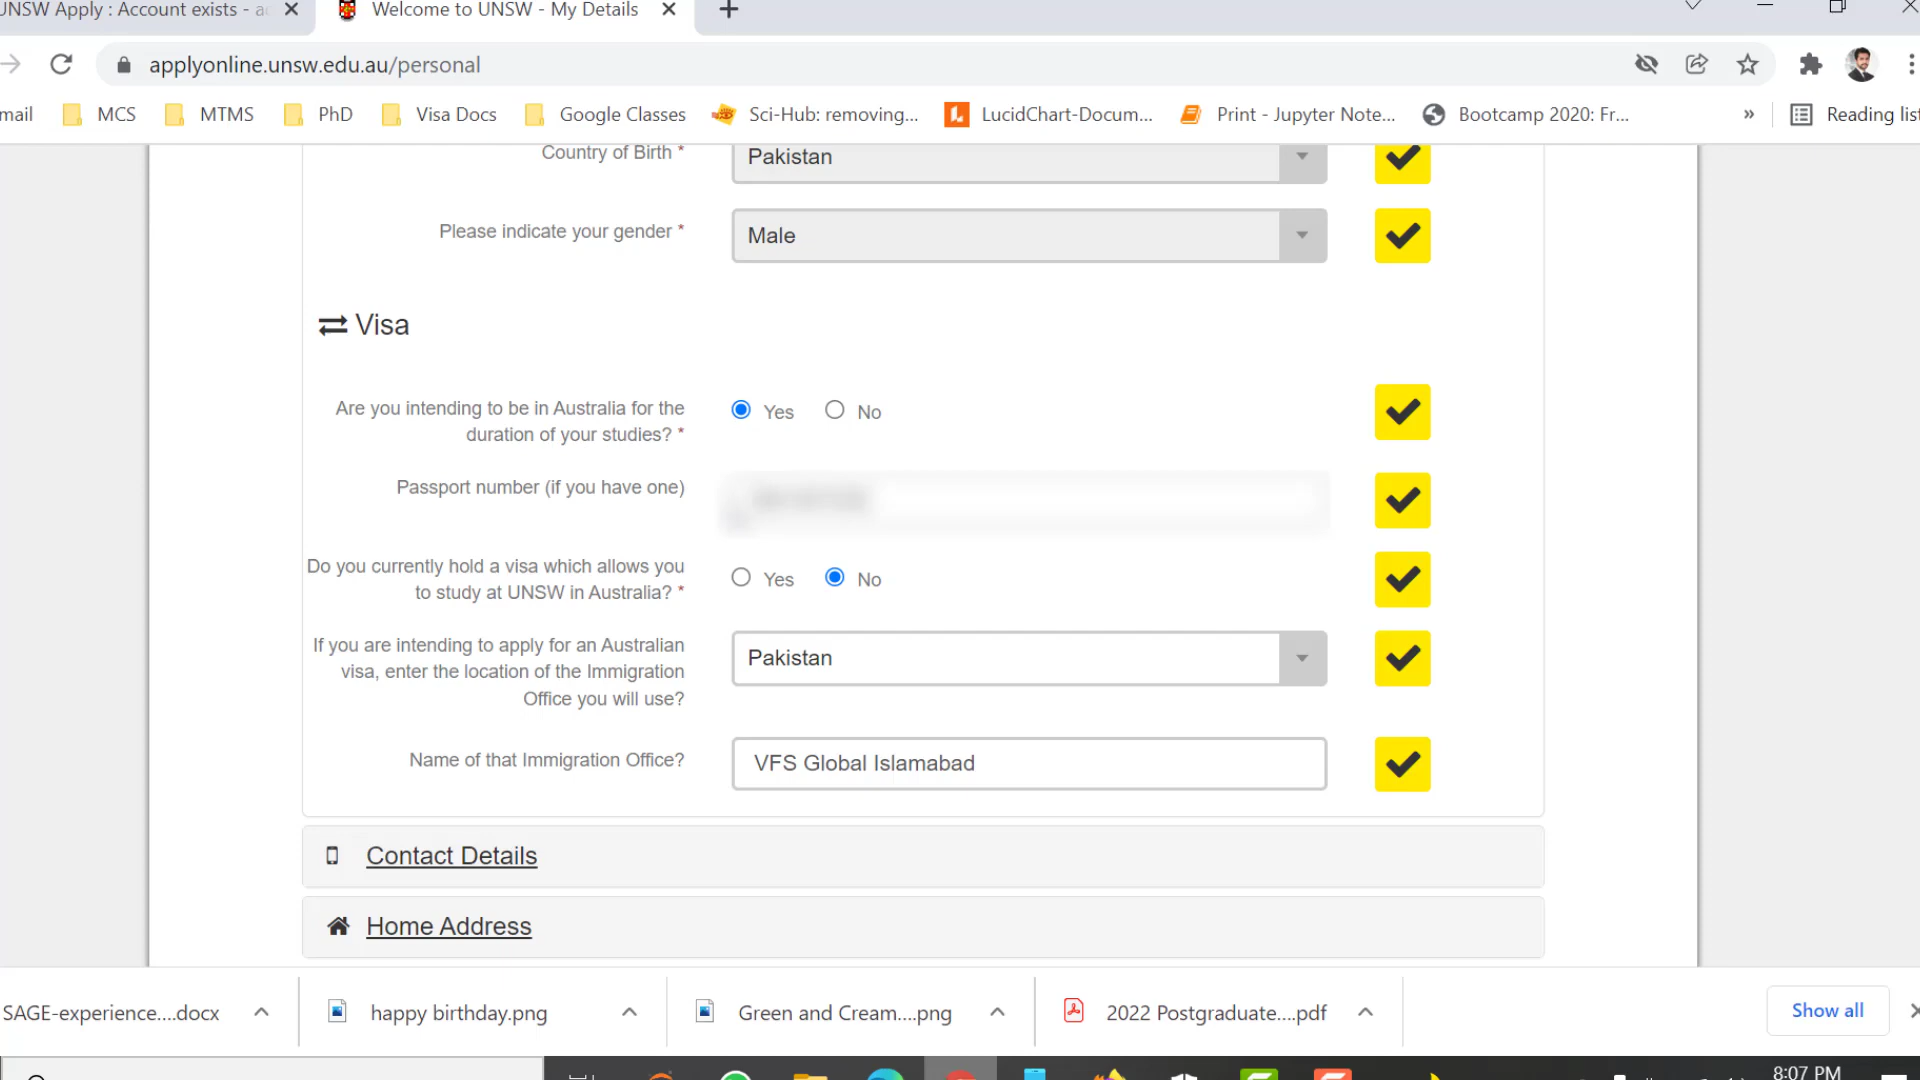 UNSW Apply : Account exists - a
Welcome to UNSW - My Details
applyonline.unsw.edu.au/personal
mail
MCS
MTMS
PhD
Visa Docs
Google Classes
Sci-Hub: removing...
LucidChart-Docum...
Print - Jupyter Note...
Bootcamp 2020: Fr...
»
Reading list
Country of Birth *
Pakistan
Please indicate your gender *
Male
Visa
Are you intending to be in Australia for the
duration of your studies? *
Yes
No
Passport number (if you have one)
Do you currently hold a visa which allows you
to study at UNSW in Australia? *
Yes
No
If you are intending to apply for an Australian
visa, enter the location of the Immigration
Office you will use?
Pakistan
Name of that Immigration Office?
VFS Global Islamabad
Contact Details
Home Address
SAGE-experience....docx
happy birthday.png
Green and Cream....png
2022 Postgraduate....pdf
Show all
8:07 PM